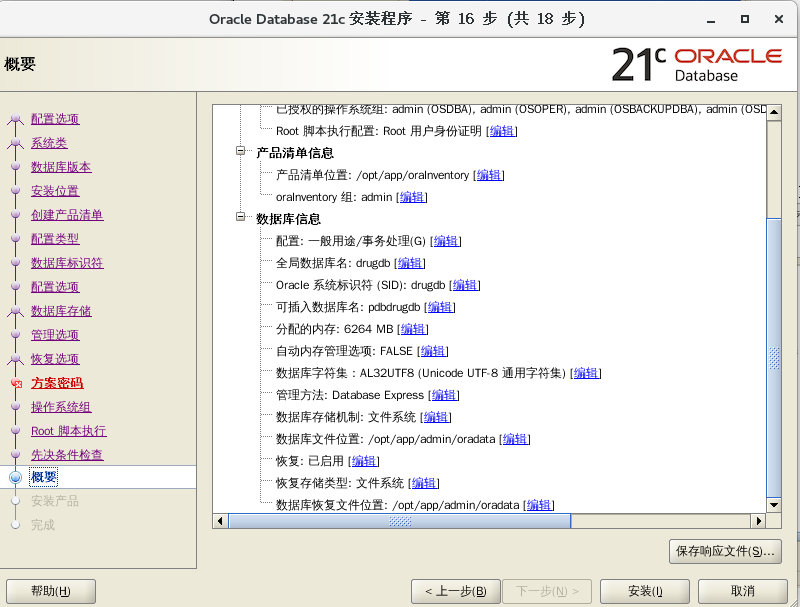 Oracle Database 21c 安装程序 - 第 16 步 (共 18 步)
概要
21c ORACLE Database
配置选项
系统类
数据库版本
安装位置
创建产品清单
配置类型
数据库标识符
配置选项
数据库存储
管理选项
恢复选项
方案密码
操作系统组
Root 脚本执行
先决条件检查
概要
安装产品
完成
已授权的操作系统组: admin (OSDBA), admin (OSOPER), admin (OSBACKUPDBA), admin (OSD
Root 脚本执行配置: Root 用户身份证明 [编辑]
产品清单信息
产品清单位置: /opt/app/oraInventory [编辑]
oraInventory 组: admin [编辑]
数据库信息
配置: 一般用途/事务处理(G) [编辑]
全局数据库名: drugdb [编辑]
Oracle 系统标识符 (SID): drugdb [编辑]
可插入数据库名: pdbdrugdb [编辑]
分配的内存: 6264 MB [编辑]
自动内存管理选项: FALSE [编辑]
数据库字符集 : AL32UTF8 (Unicode UTF-8 通用字符集) [编辑]
管理方法: Database Express [编辑]
数据库存储机制: 文件系统 [编辑]
数据库文件位置: /opt/app/admin/oradata [编辑]
恢复: 已启用 [编辑]
恢复存储类型: 文件系统 [编辑]
数据库恢复文件位置: /opt/app/admin/oradata [编辑]
保存响应文件(S)...
帮助(H)
< 上一步(B)
下一步(N) >
安装(I)
取消